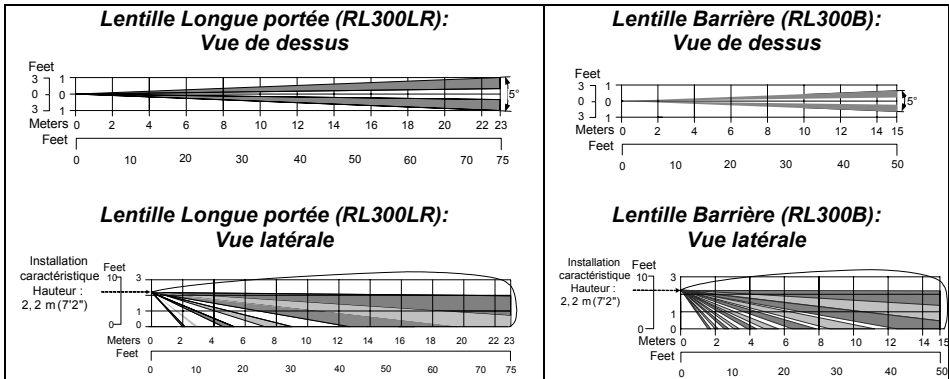 Lentille Longue portée (RL300LR):
Vue de dessus
Feet
3 1
0 0
3 1
5°
Meters 0 2 4 6 8 10 12 14 16 18 20 22 23
Feet
0 10 20 30 40 50 60 70 75
Lentille Barrière (RL300B):
Vue de dessus
Feet
3 1
0 0
3 1
5°
Meters 0 2 4 6 8 10 12 14 15
Feet
0 10 20 30 40 50
Lentille Longue portée (RL300LR):
Vue latérale
Installation
caractéristique
Hauteur :
2, 2 m (7'2")
Feet
10 3
1
0 0
Meters 0 2 4 6 8 10 12 14 16 18 20 22 23
Feet
0 10 20 30 40 50 60 70 75
Lentille Barrière (RL300B):
Vue latérale
Installation
caractéristique
Hauteur :
2, 2 m (7'2")
Feet
10 3
1
0 0
Meters 0 2 4 6 8 10 12 14 15
Feet
0 10 20 30 40 50